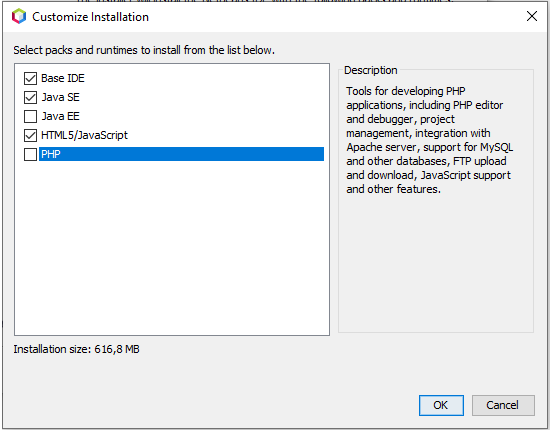 Customize Installation
Select packs and runtimes to install from the list below.
Base IDE
Java SE
Java EE
HTML5/JavaScript
PHP
Description
Tools for developing PHP
applications, including PHP editor
and debugger, project
management, integration with
Apache server, support for MySQL
and other databases, FTP upload
and download, JavaScript support
and other features.
Installation size: 616,8 MB
OK
Cancel